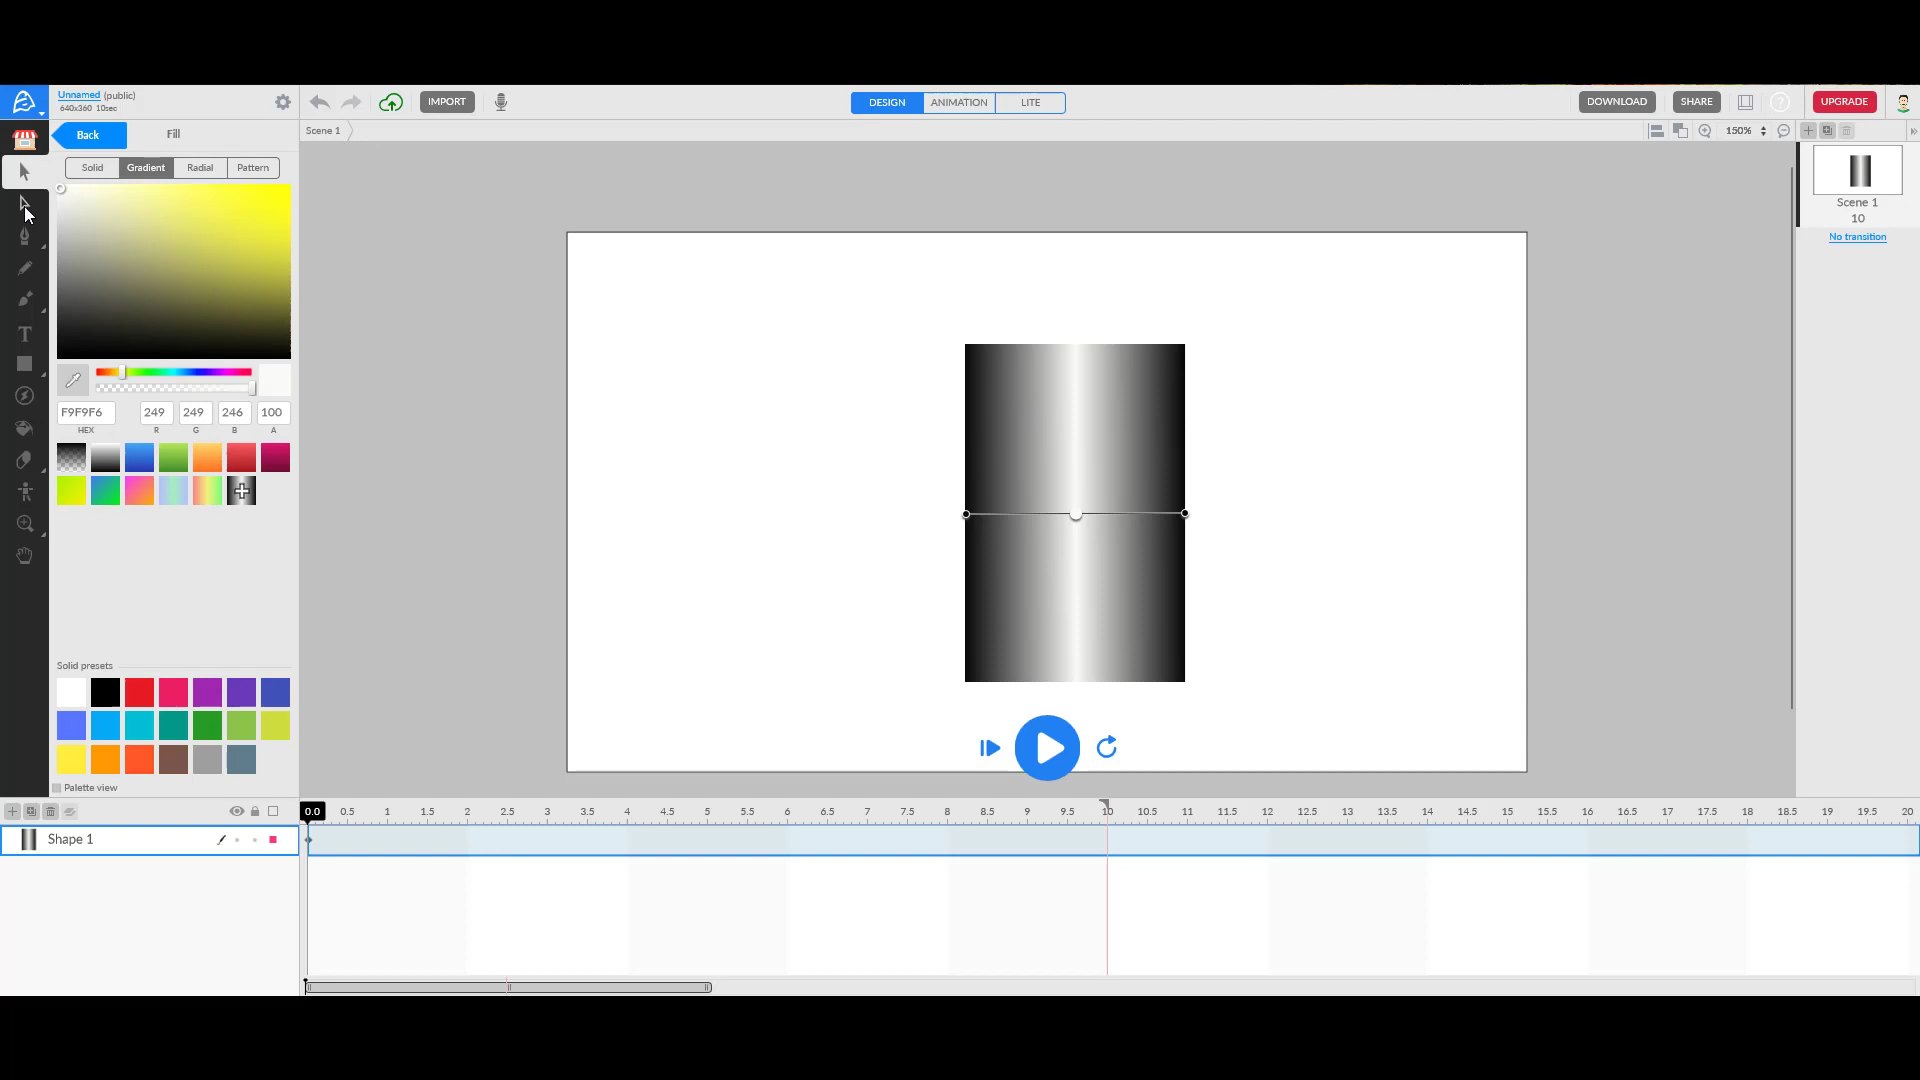 Unnamed (public)
640x360 10sec
IMPORT
DESIGN
ANIMATION
LITE
DOWNLOAD
SHARE
?
UPGRADE
Back
Fill
Scene 1
150%
Solid
Gradient
Radial
Pattern
Scene 1
10
No transition
T
F9F9F6
249
249
246
100
HEX
R
G
B
A
Solid presets
Palette view
0.0
0.5
1
1.5
2
2.5
3
3.5
4
4.5
5
5.5
6
6.5
7
7.5
8
8.5
9
9.5
10
10.5
11
11.5
12
12.5
13
13.5
14
14.5
15
15.5
16
16.5
17
17.5
18
18.5
19
19.5
20
Shape 1